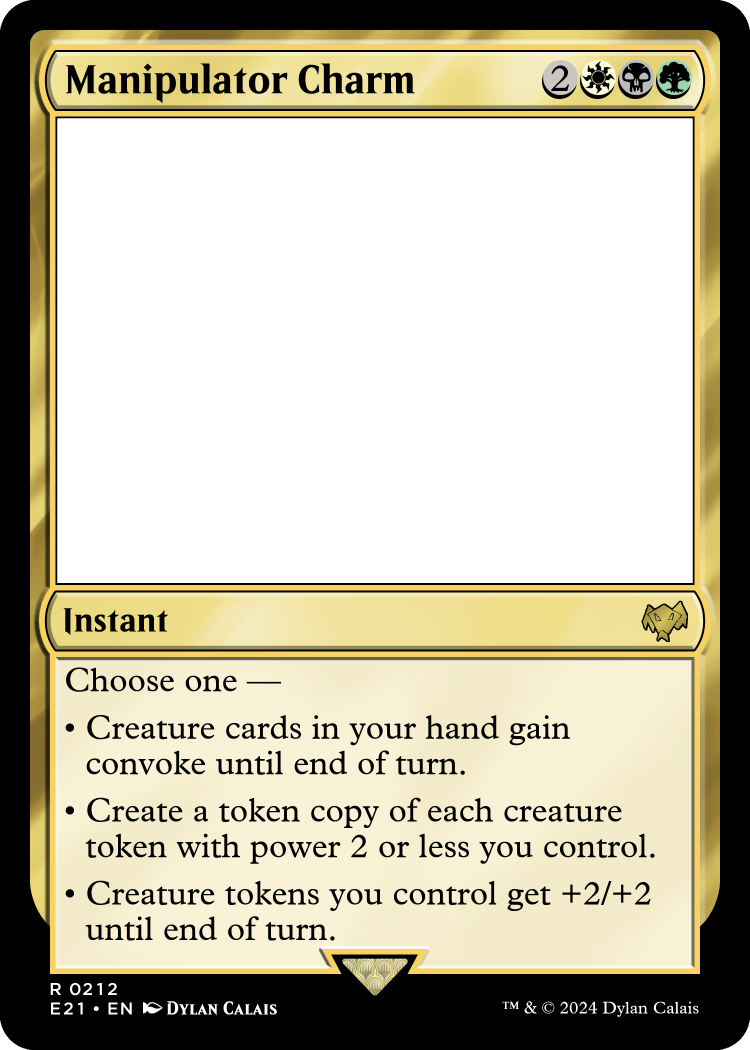 Manipulator Charm 2
Instant
Choose one —
• Creature cards in your hand gain
convoke until end of turn.
• Create a token copy of each creature
token with power 2 or less you control.
• Creature tokens you control get +2/+2
until end of turn.
R 0212
E21 • EN Dylan Calais
™ & © 2024 Dylan Calais